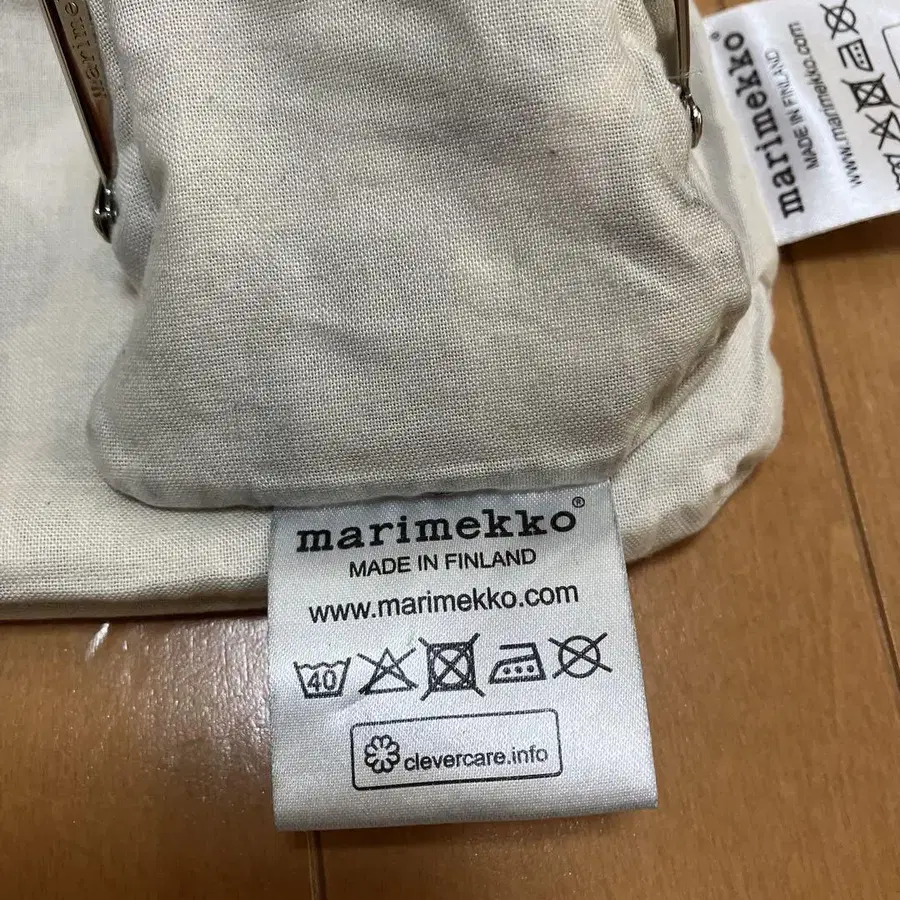 marimekko®
MADE IN FINLAND
www.marimekko.com
40
clevercare.info
marimekko®
MADE IN FINLAND
www.marimekko.com